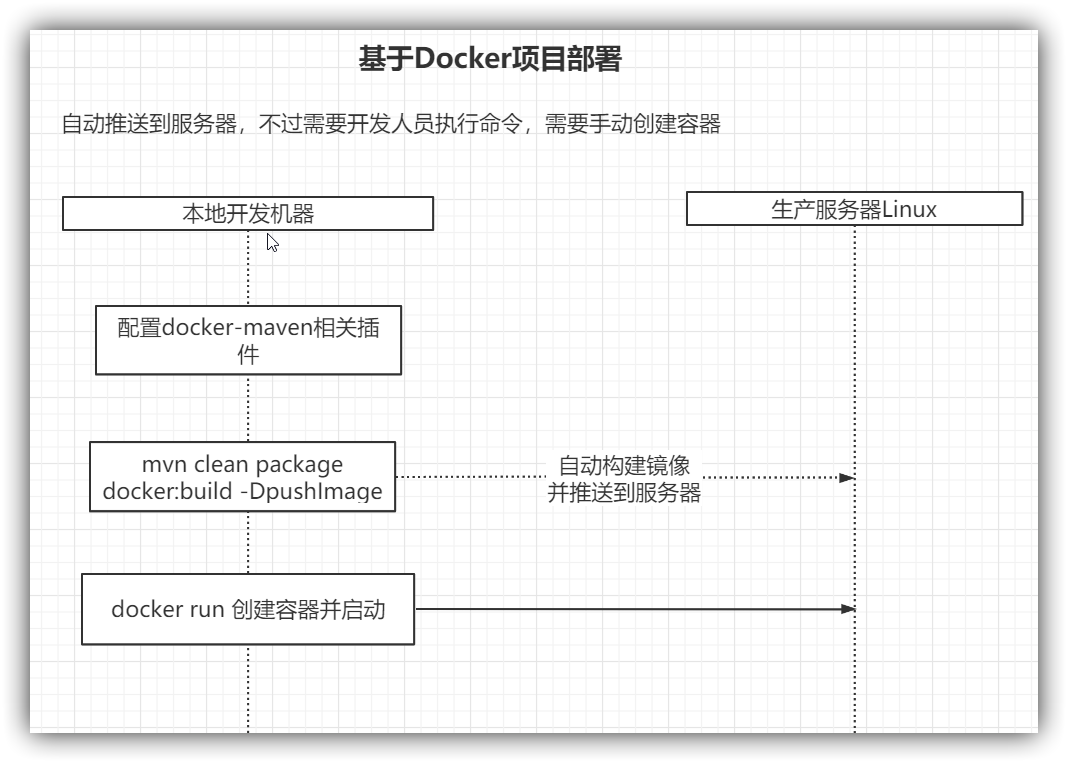 基于Docker项目部署
自动推送到服务器，不过需要开发人员执行命令，需要手动创建容器
本地开发机器
生产服务器Linux
配置docker-maven相关插
件
mvn clean package
docker:build -DpushImage
自动构建镜像
并推送到服务器
docker run 创建容器并启动